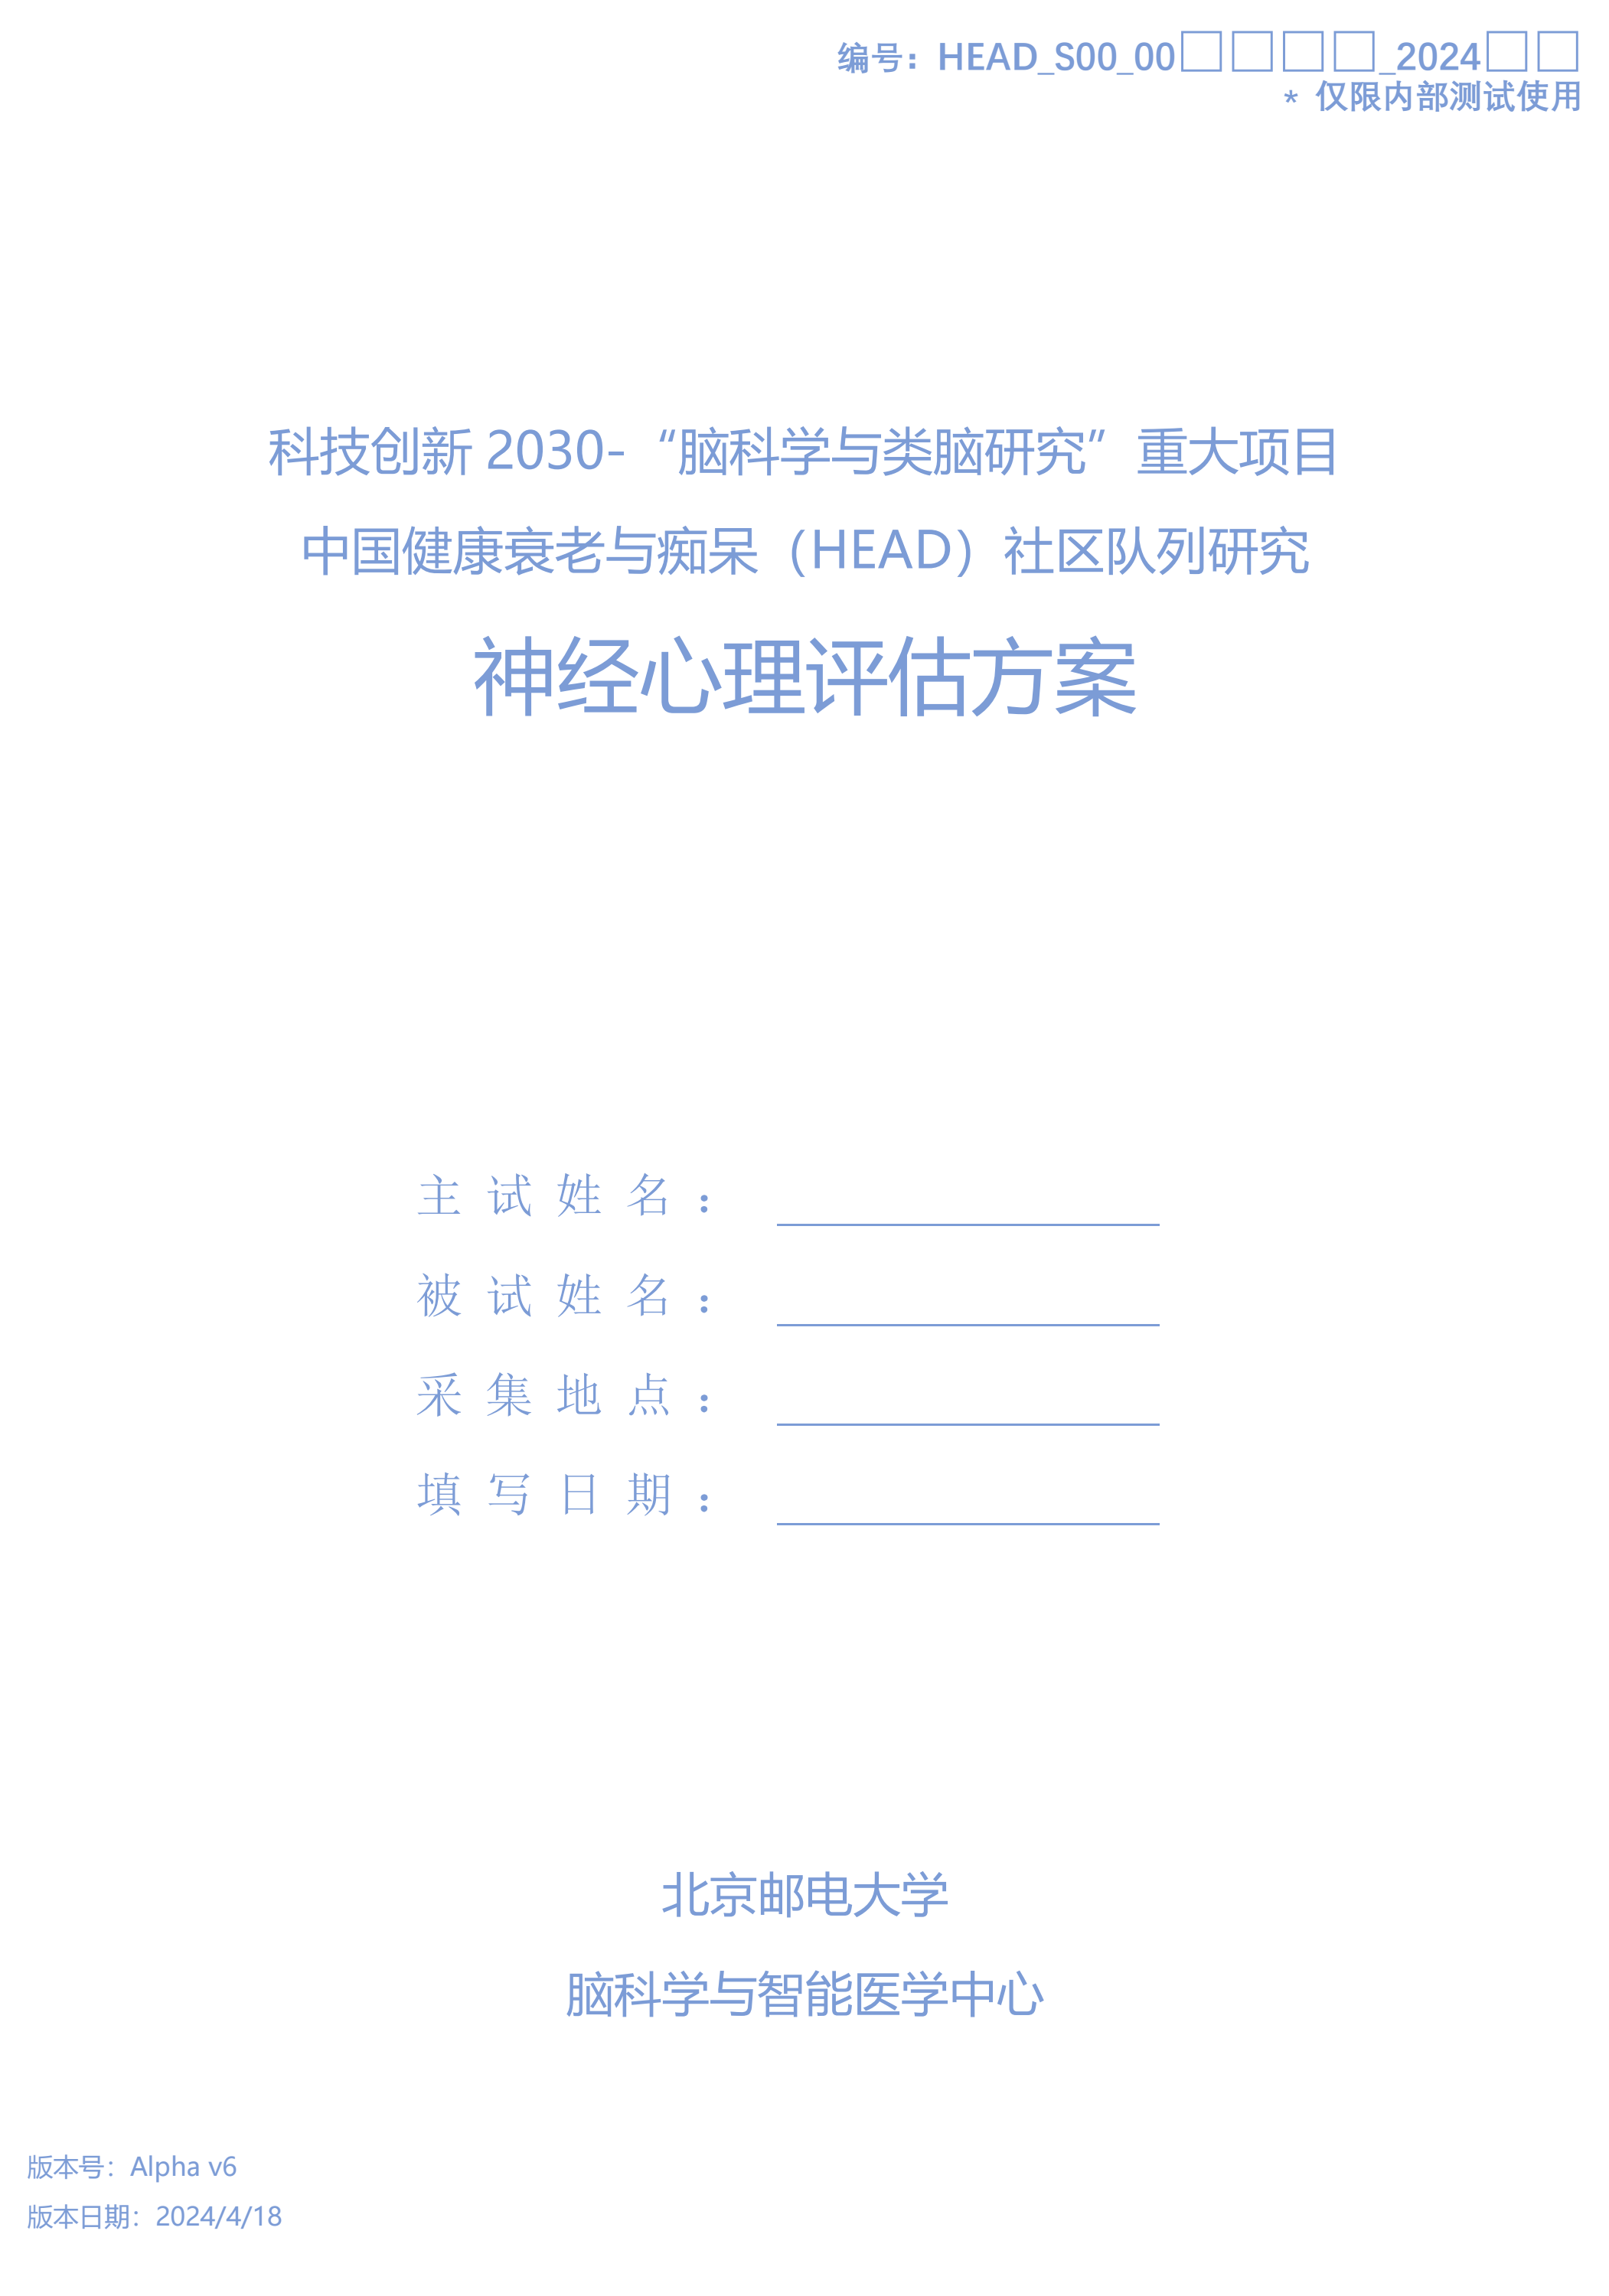 编号：HEAD_S00_00□□□□_2024□□
* 仅限内部测试使用
科技创新 2030-“脑科学与类脑研究”重大项目
中国健康衰老与痴呆（HEAD）社区队列研究
神经心理评估方案
主试姓名：
被试姓名：
采集地点：
填写日期：
北京邮电大学
脑科学与智能医学中心
版本号：Alpha v6
版本日期：2024/4/18